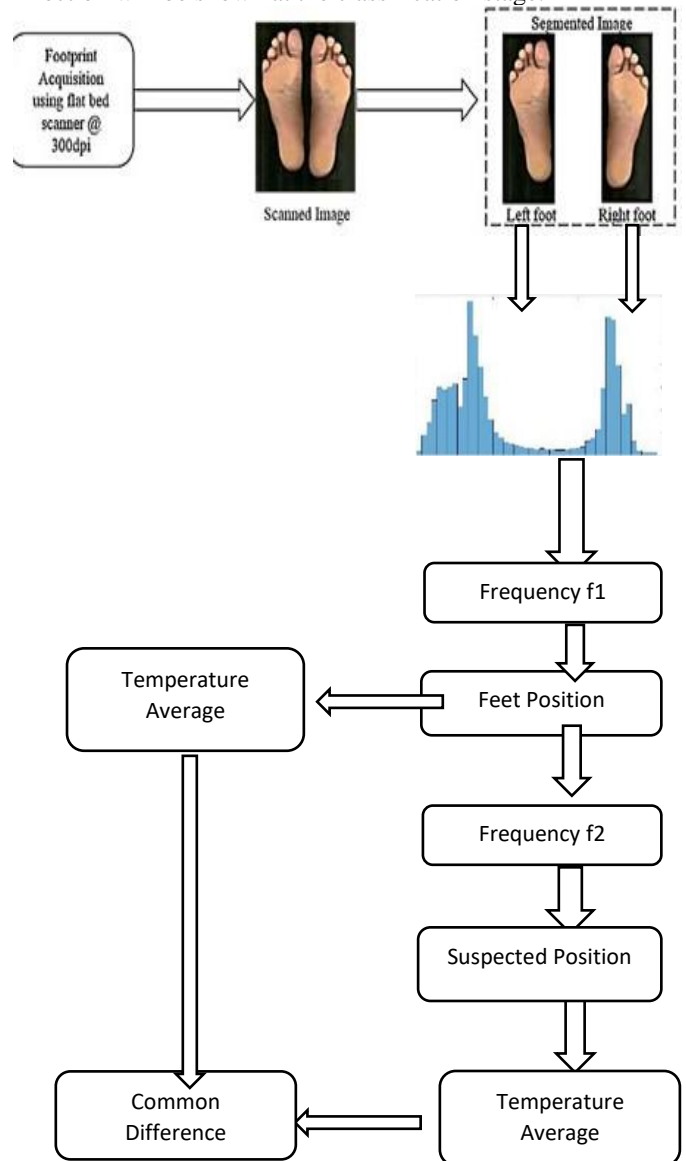 Footprint
Acquisition
using flat bed
scanner @
300dpi
Scanned Image
Segmented Image
Left foot
Right foot
Frequency f1
Temperature
Average
Feet Position
Frequency f2
Suspected Position
Common
Difference
Temperature
Average